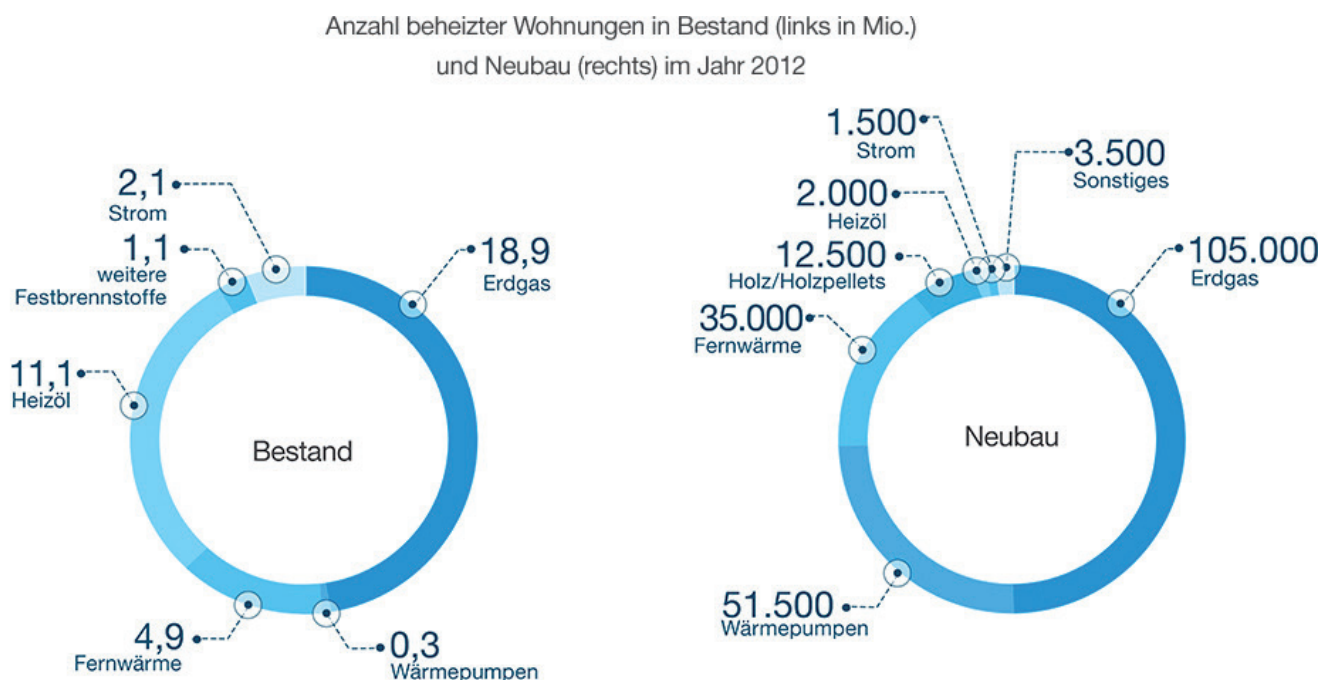 Anzahl beheizter Wohnungen in Bestand (links in Mio.)
und Neubau (rechts) im Jahr 2012
2,1
Strom
1,1
weitere
Festbrennstoffe
11,1
Heizöl
4,9
Fernwärme
0,3
Wärmepumpen
18,9
Erdgas
Bestand
1.500
Strom
2.000
Heizöl
12.500
Holz/Holzpellets
35.000
Fernwärme
51.500
Wärmepumpen
3.500
Sonstiges
105.000
Erdgas
Neubau